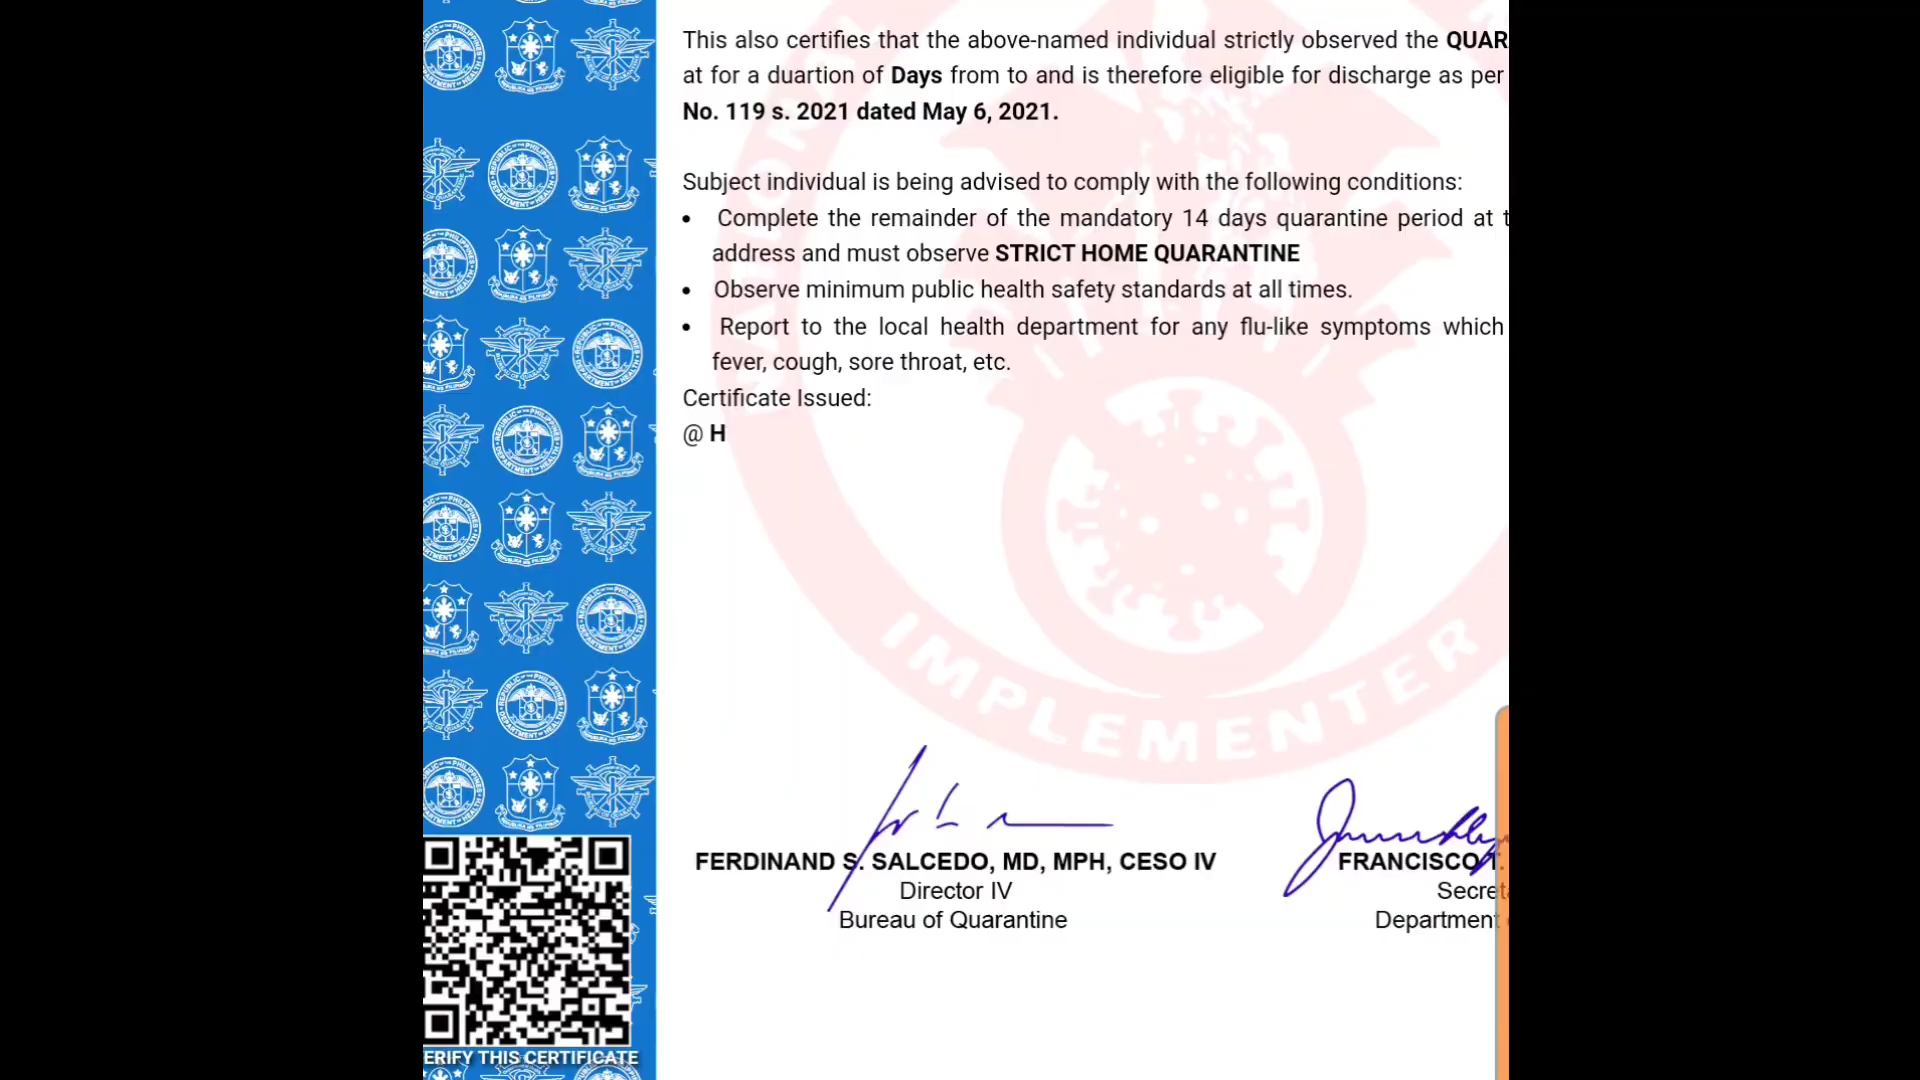 This also certifies that the above-named individual strictly observed the QUAR
at for a duartion of Days from to and is therefore eligible for discharge as per
No. 119 s. 2021 dated May 6, 2021.
Subject individual is being advised to comply with the following conditions:
• Complete the remainder of the mandatory 14 days quarantine period at t
address and must observe STRICT HOME QUARANTINE
• Observe minimum public health safety standards at all times.
• Report to the local health department for any flu-like symptoms which
fever, cough, sore throat, etc.
Certificate Issued:
@ H
IMPLEMENTER
FERDINAND S. SALCEDO, MD, MPH, CESO IV
Director IV
Bureau of Quarantine
FRANCISCO T.
Secret
Department
ERIFY THIS CERTIFICATE